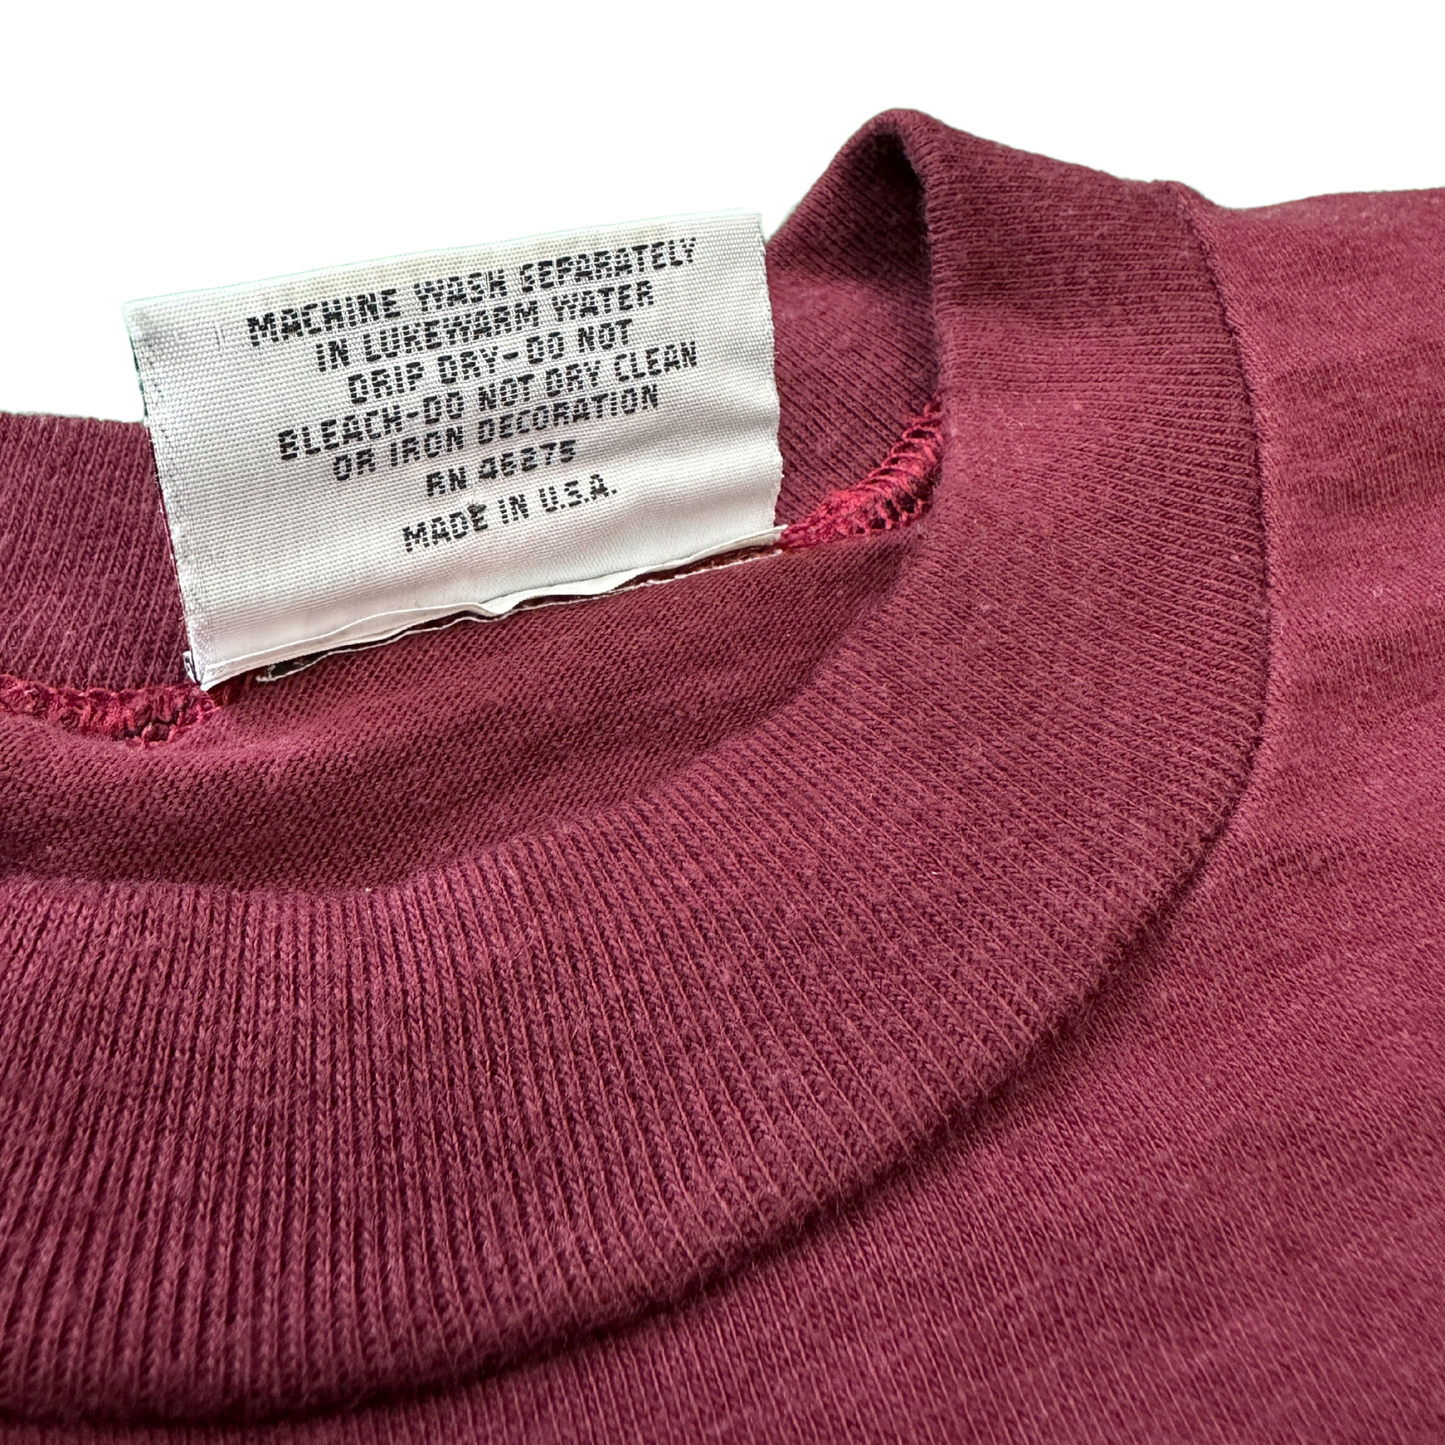 MACHINE WASH SEPARATELY
IN LUKEWARM WATER
DRIP DRY-DO NOT
BLEACH-DO NOT DRY CLEAN
OR IRON DECORATION
RN 46275
MADE IN U.S.A.